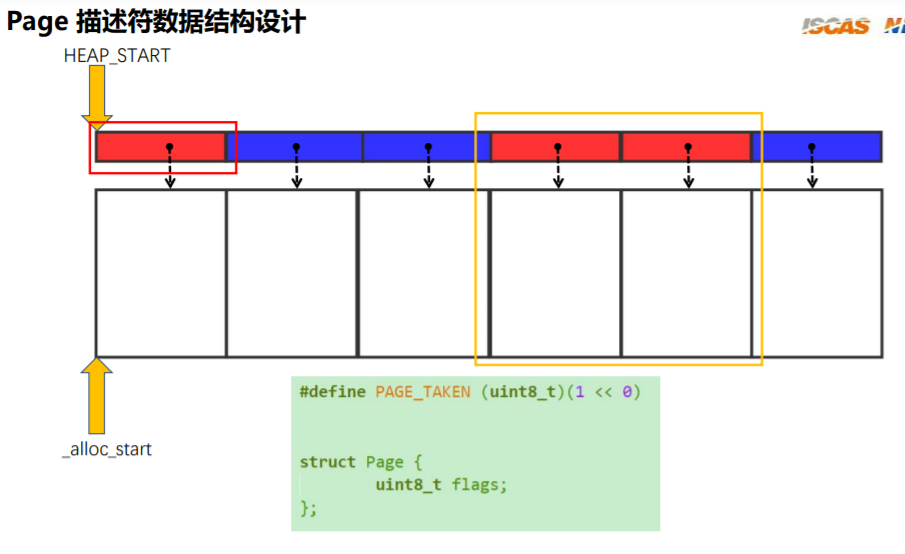 Page 描述符数据结构设计
ISCAS
HEAP_START
_alloc_start
#define PAGE_TAKEN (uint8_t)(1 << 0)
struct Page {
uint8_t flags;
};